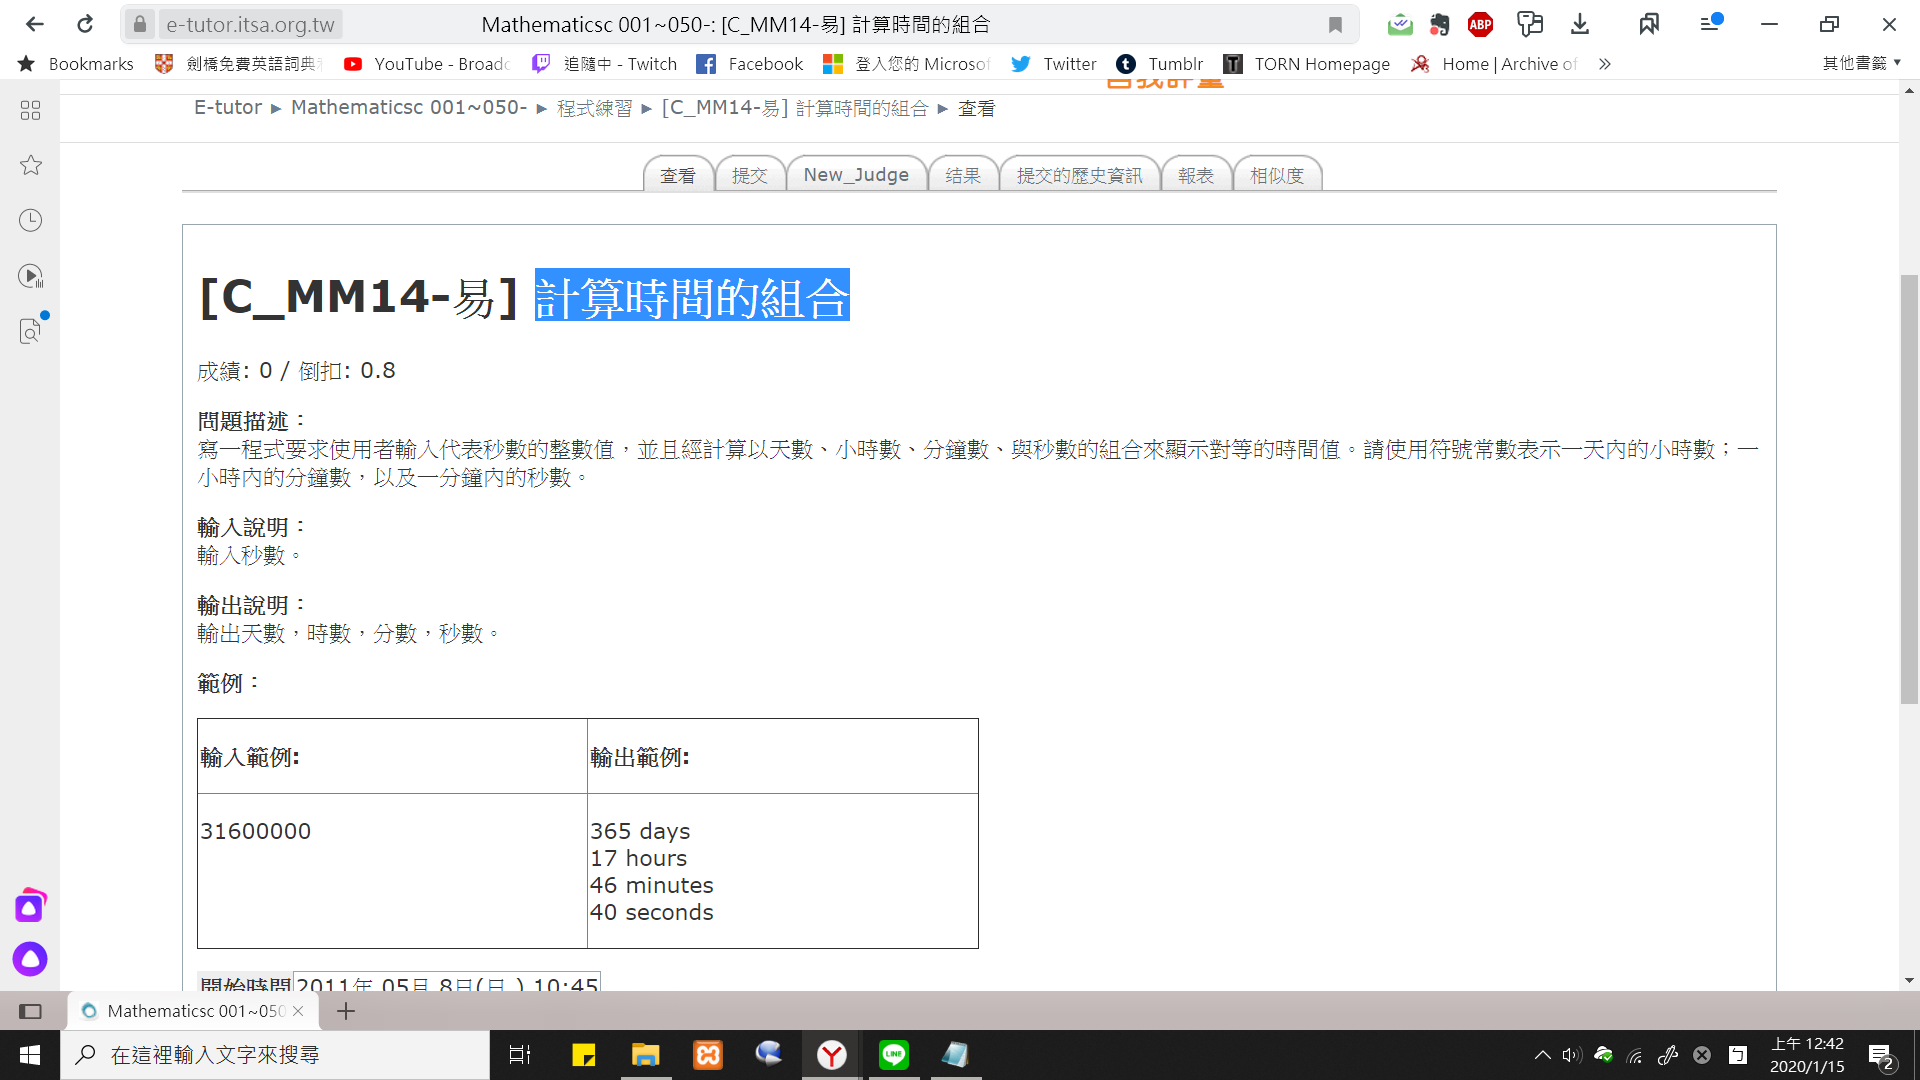 e-tutor.itsa.org.tw
Mathematicsc 001~050-: [C_MM14-易] 計算時間的組合
ABP
Bookmarks
劍橋免費英語詞典
YouTube - Broadc
追隨中 - Twitch
Facebook
登入您的 Microsof
Twitter
Tumblr
TORN Homepage
Home | Archive of
»
其他書籤
自我評量
E-tutor ► Mathematicsc 001~050- ► 程式練習 ► [C_MM14-易] 計算時間的組合 ► 查看
查看
提交
New_Judge
结果
提交的歷史資訊
報表
相似度
[C_MM14-易] 計算時間的組合
成績: 0 / 倒扣: 0.8
問題描述：
寫一程式要求使用者輸入代表秒數的整數值，並且經計算以天數、小時數、分鐘數、與秒數的組合來顯示對等的時間值。請使用符號常數表示一天內的小時數；一
小時內的分鐘數，以及一分鐘內的秒數。
輸入說明：
輸入秒數。
輸出說明：
輸出天數，時數，分數，秒數。
範例：
輸入範例:
輸出範例:
31600000
365 days
17 hours
46 minutes
40 seconds
開始時間
2011年 05月 8日(日 ) 10:45
Mathematicsc 001~050
在這裡輸入文字來搜尋
LINE
上午 12:42
2020/1/15
2